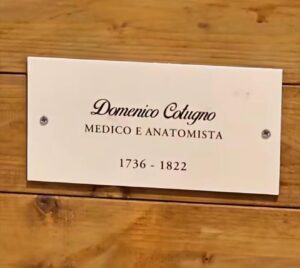 Domenico Cotugno
MEDICO E ANATOMISTA
1736 - 1822